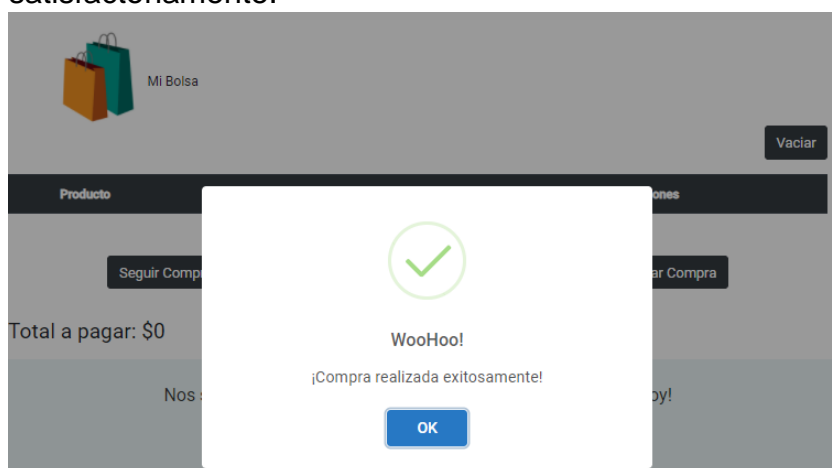 satisfactoriamente.
Mi Bolsa
Vaciar
Producto
ones
Seguir Compr
ar Compra
Total a pagar: $0
WooHoo!
¡Compra realizada exitosamente!
Nos
oy!
OK